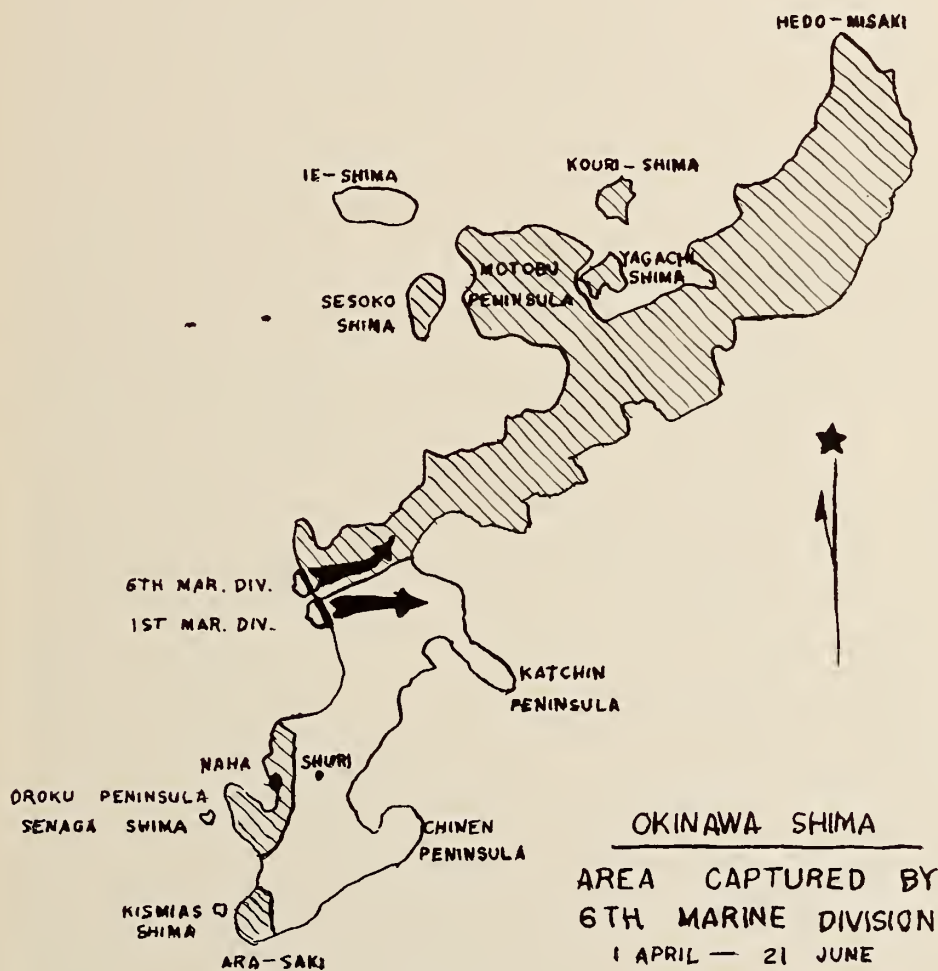 HEDO-MISAKI
IE-SHIMA
KOURI-SHIMA
MOTOBU
PENINSULA
YAGACHI
SHIMA
SESOKO
SHIMA
6TH MAR. DIV.
1ST MAR. DIV.
KATCHIN
PENINSULA
NAHA
SHURI
OROKU PENINSULA
SENAGA SHIMA
CHINEN
PENINSULA
KISMIAS
SHIMA
ARA-SAKI
OKINAWA SHIMA
AREA CAPTURED BY
6TH MARINE DIVISION
1 APRIL — 21 JUNE